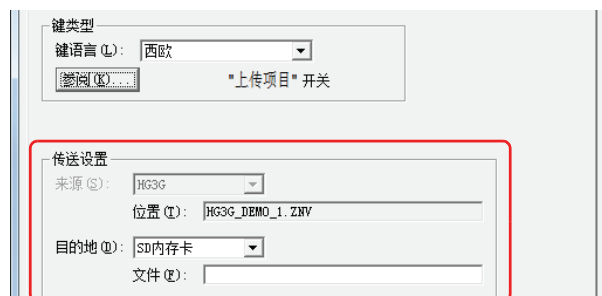 键类型
键语言(L): 西欧
参阅(K)... "上传项目" 开关
传送设置
来源(S): HG3G
位置(T): HG3G_DEMO_1.ZNV
目的地(D): SD内存卡
文件(F):